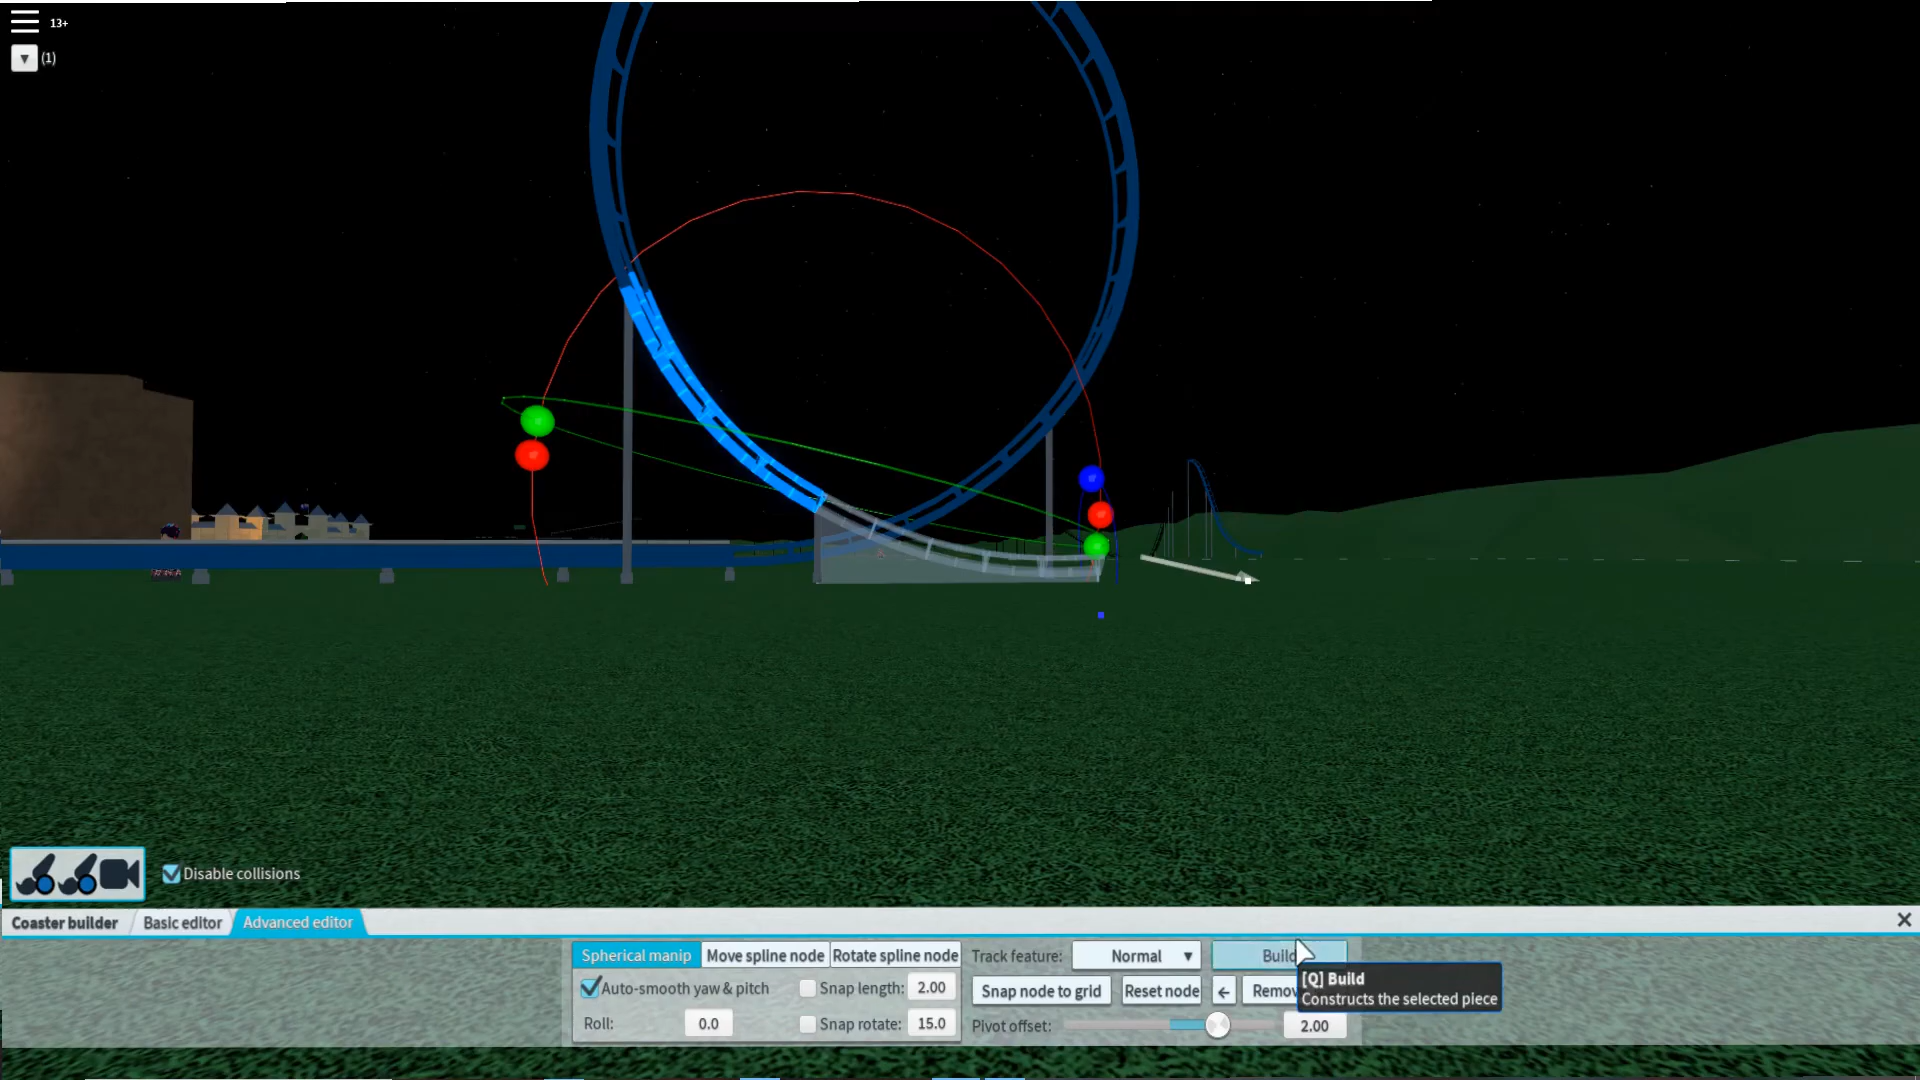 13+
(1)
Disable collisions
Coaster builder Basic editor Advanced editor
Spherical manip Move spline node Rotate spline node Track feature: Normal Build
[Q] Build
Constructs the selected piece
Auto-smooth yaw & pitch Snap length: 2.00 Snap node to grid Reset node Remov
Roll: 0.0 Snap rotate: 15.0 Pivot offset: 2.00